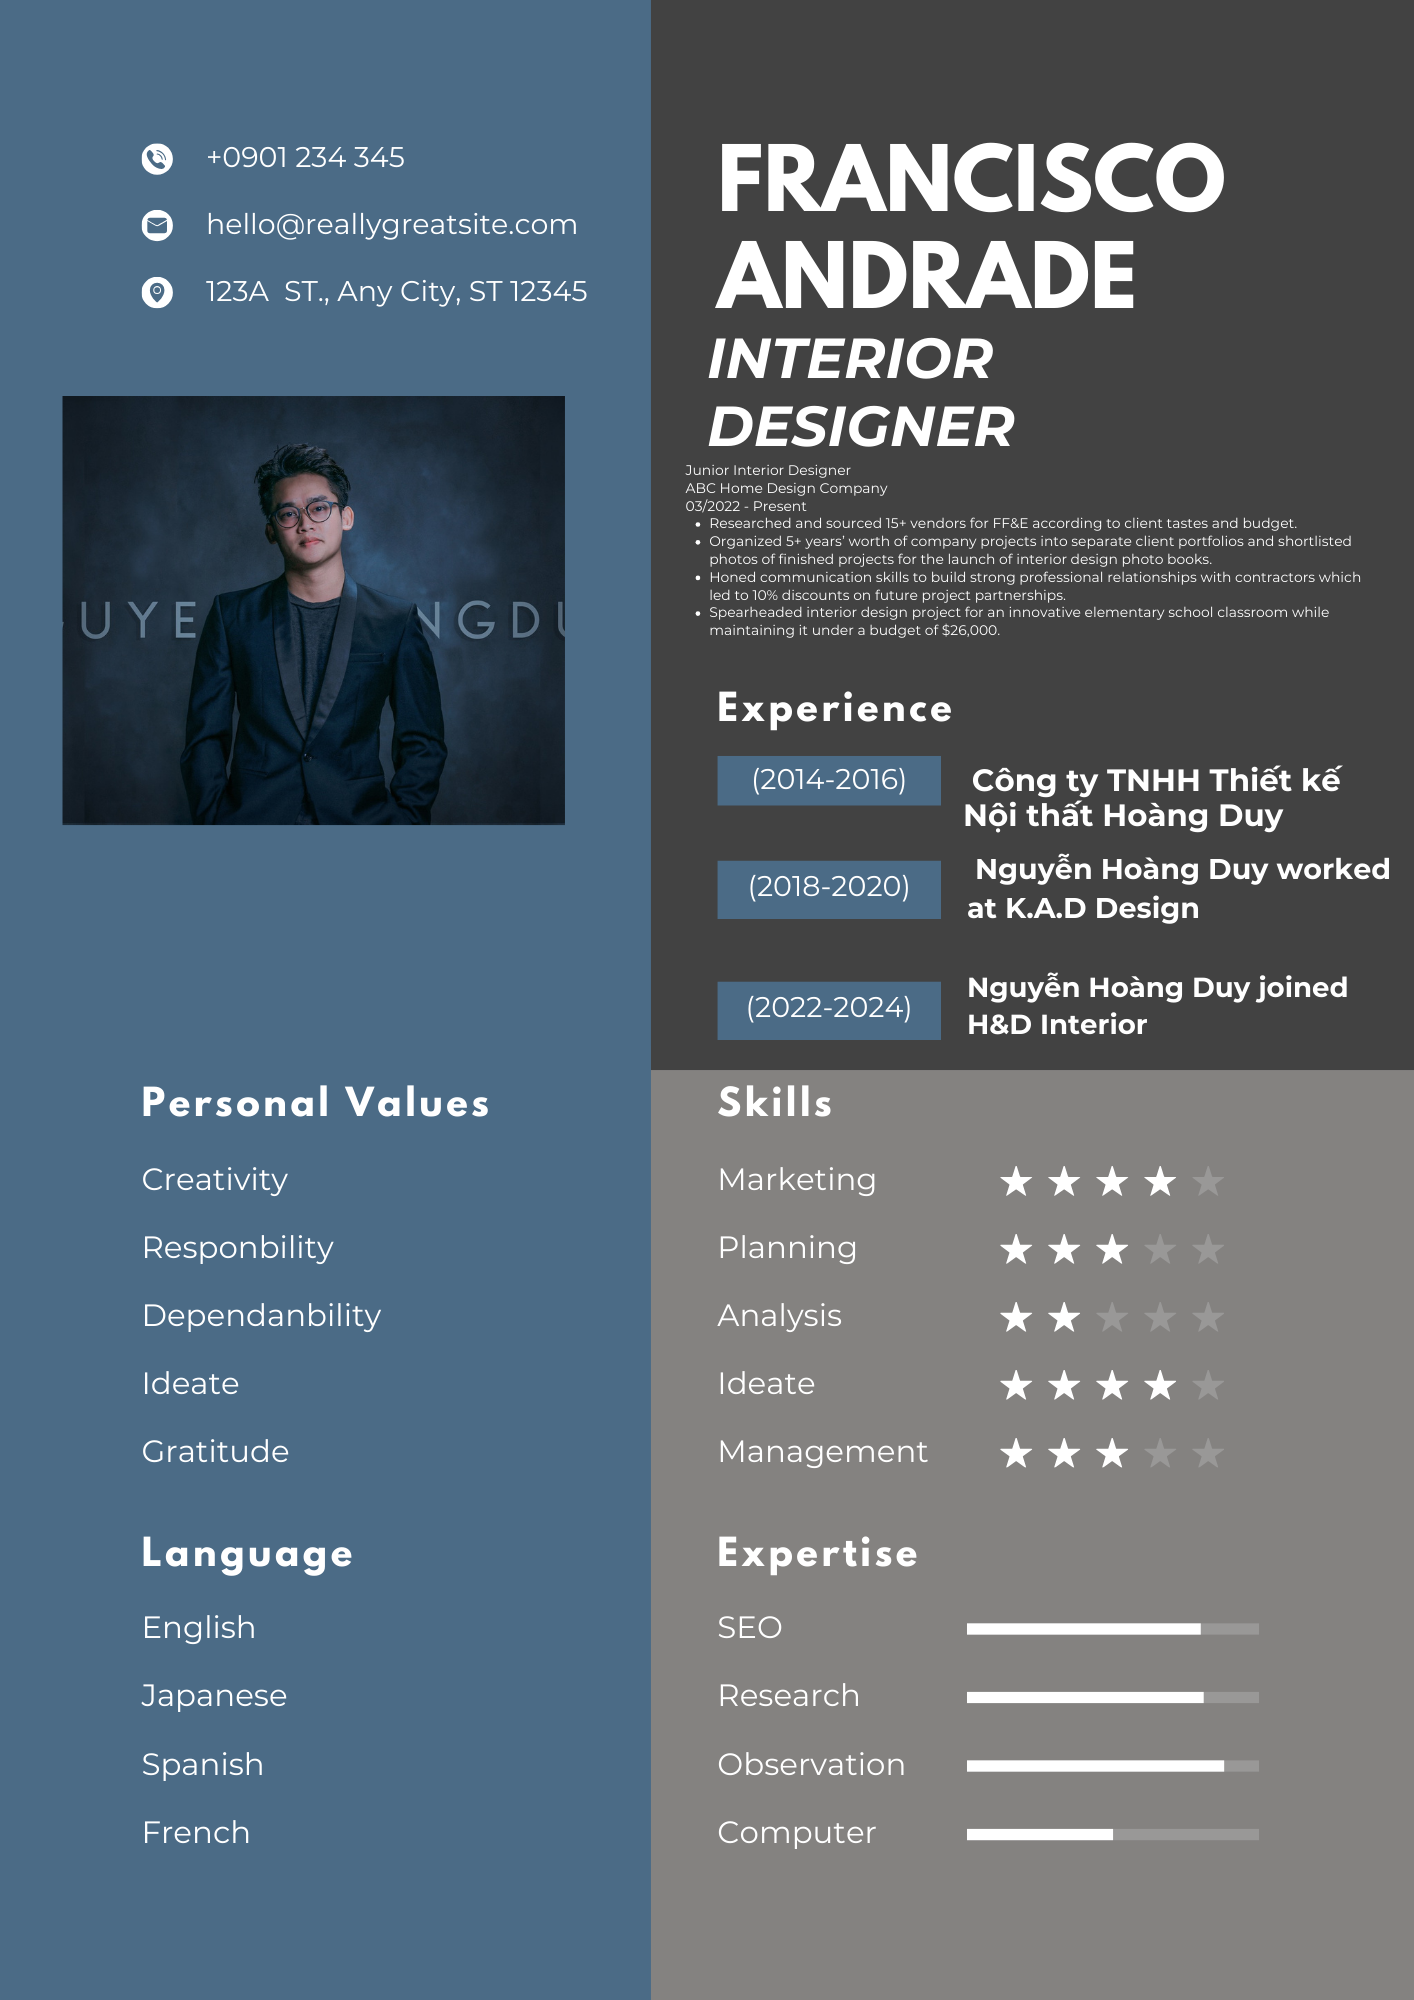 +0901 234 345
hello@reallygreatsite.com
123A  ST., Any City, ST 12345
UYE NGDU
Personal Values
Creativity
Responbility
Dependanbility
Ideate
Gratitude
Language
English
Japanese
Spanish
French
FRANCISCO
ANDRADE
INTERIOR
DESIGNER
Junior Interior Designer
ABC Home Design Company
03/2022 - Present
• Researched and sourced 15+ vendors for FF&E according to client tastes and budget.
• Organized 5+ years’ worth of company projects into separate client portfolios and shortlisted
photos of finished projects for the launch of interior design photo books.
• Honed communication skills to build strong professional relationships with contractors which
led to 10% discounts on future project partnerships.
• Spearheaded interior design project for an innovative elementary school classroom while
maintaining it under a budget of $26,000.
Experience
(2014-2016)
Công ty TNHH Thiết kế
Nội thất Hoàng Duy
(2018-2020)
Nguyễn Hoàng Duy worked
at K.A.D Design
(2022-2024)
Nguyễn Hoàng Duy joined
H&D Interior
Skills
Marketing
Planning
Analysis
Ideate
Management
Expertise
SEO
Research
Observation
Computer